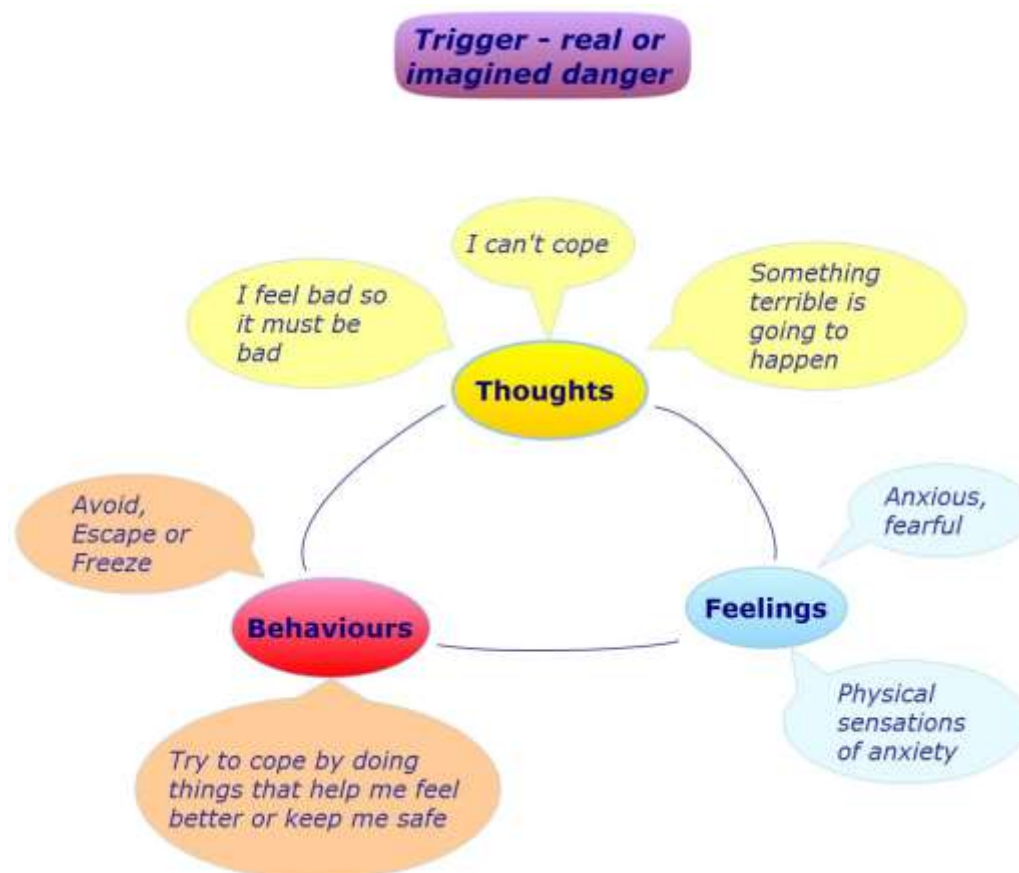 Trigger - real or
imagined danger
I can't cope
I feel bad so
it must be
bad
Something
terrible is
going to
happen
Thoughts
Avoid,
Escape or
Freeze
Anxious,
fearful
Behaviours
Feelings
Physical
sensations
of anxiety
Try to cope by doing
things that help me feel
better or keep me safe